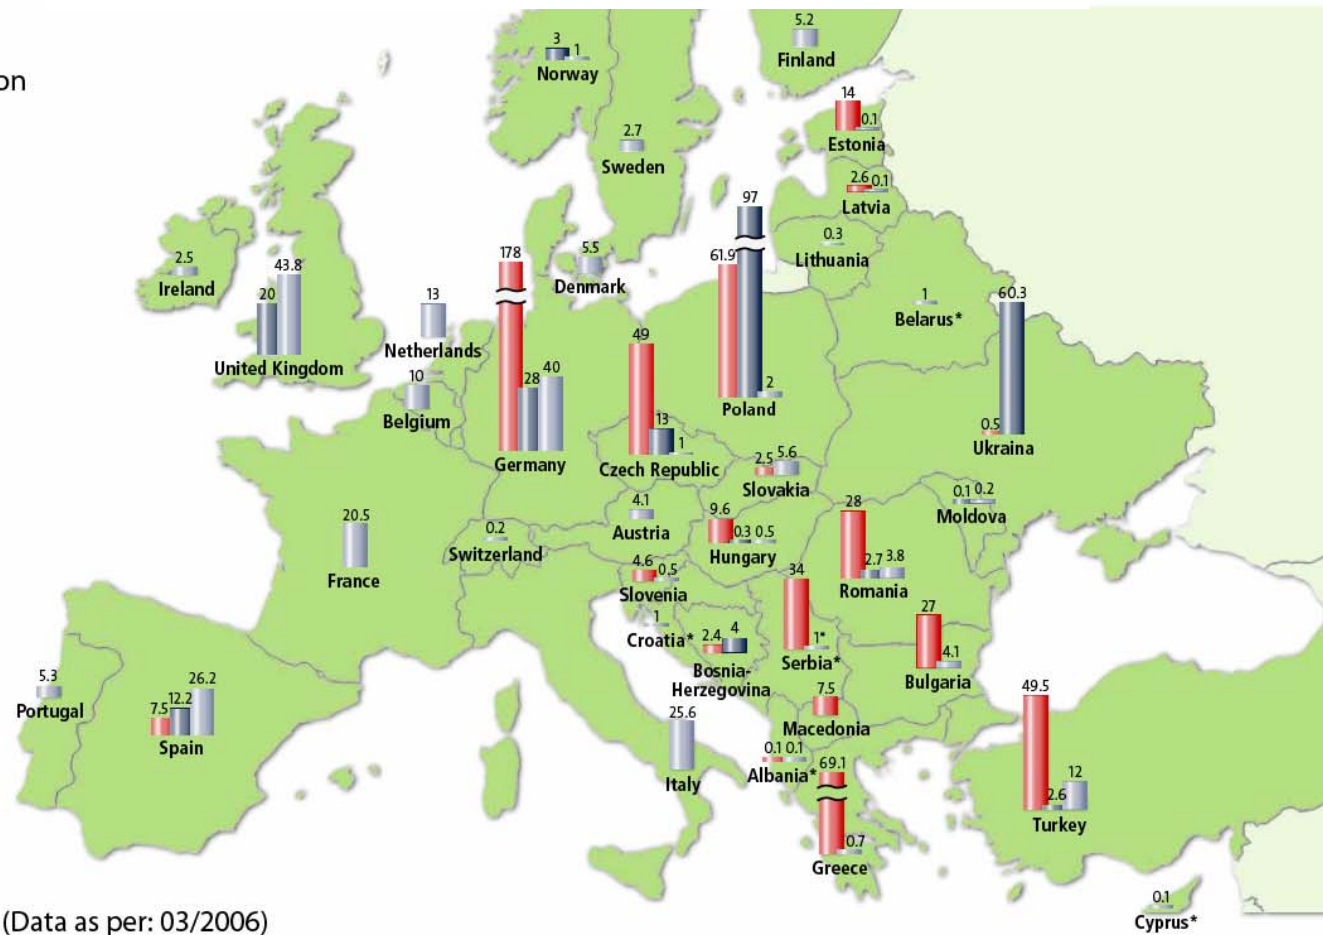 on
5.2
Finland
3 1
Norway
14 0.1
Estonia
2.7
Sweden
2.6 0.1
Latvia
97
61.9
2
Poland
0.3
Lithuania
2.5
Ireland
20 43.8
United Kingdom
13
Netherlands
178
28 40
Germany
5.5
Denmark
1
Belarus*
60.3
0.5
Ukraina
10
Belgium
49
13
1
Czech Republic
2.5 5.6
Slovakia
4.1
Austria
0.1 0.2
Moldova
20.5
France
0.2
Switzerland
9.6
0.3 0.5
Hungary
28
2.7 3.8
Romania
4.6 0.5
Slovenia
1
Croatia*
2.4 4
Bosnia-
Herzegovina
34
1*
Serbia*
27
4.1
Bulgaria
5.3
Portugal
7.5 12.2 26.2
Spain
25.6
Italy
7.5
Macedonia
0.1 0.1
Albania*
69.1
0.7
Greece
49.5
2.6 12
Turkey
0.1
Cyprus*
(Data as per: 03/2006)